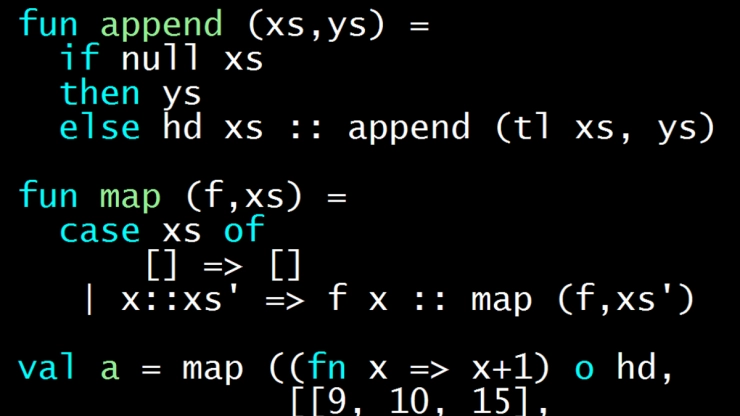 fun append (xs,ys) =
if null xs
then ys
else hd xs :: append (tl xs, ys)
fun map (f,xs) =
case xs of
[] => []
| x::xs' => f x :: map (f,xs')
val a = map ((fn x => x+1) o hd,
[[9, 10, 15],